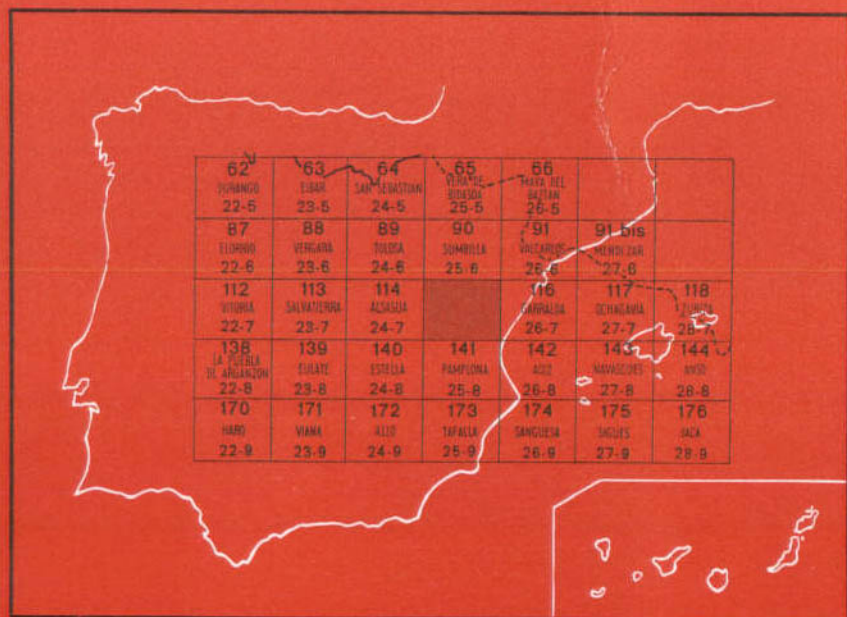 62 63 64 65 66
DURANGO EIBAR SAN SEBASTIAN VERA DE BIDASOA MAYA DEL BAZTAN
22-5 23-5 24-5 25-5 26-5
87 88 89 90 91 91 bis
ELORRIO VERGARA TOLOSA SUMBILLA VALCARLOS MENDIZAR
22-6 23-6 24-6 25-6 26-6 27-6
112 113 114 116 117 118
VITORIA SALVATIERRA ALSASUA GARRALDA OCHAGAVIA ZURIZA
22-7 23-7 24-7 26-7 27-7 28-7
138 139 140 141 142 143 144
LA PUEBLA DE ARGANZON EULATE ESTELLA PAMPLONA AOIZ NAVASCUES ANSO
22-8 23-8 24-8 25-8 26-8 27-8 28-8
170 171 172 173 174 175 176
HARO VIANA ALLO TAFALLA SANGUESA SIGUES JACA
22-9 23-9 24-9 25-9 26-9 27-9 28-9